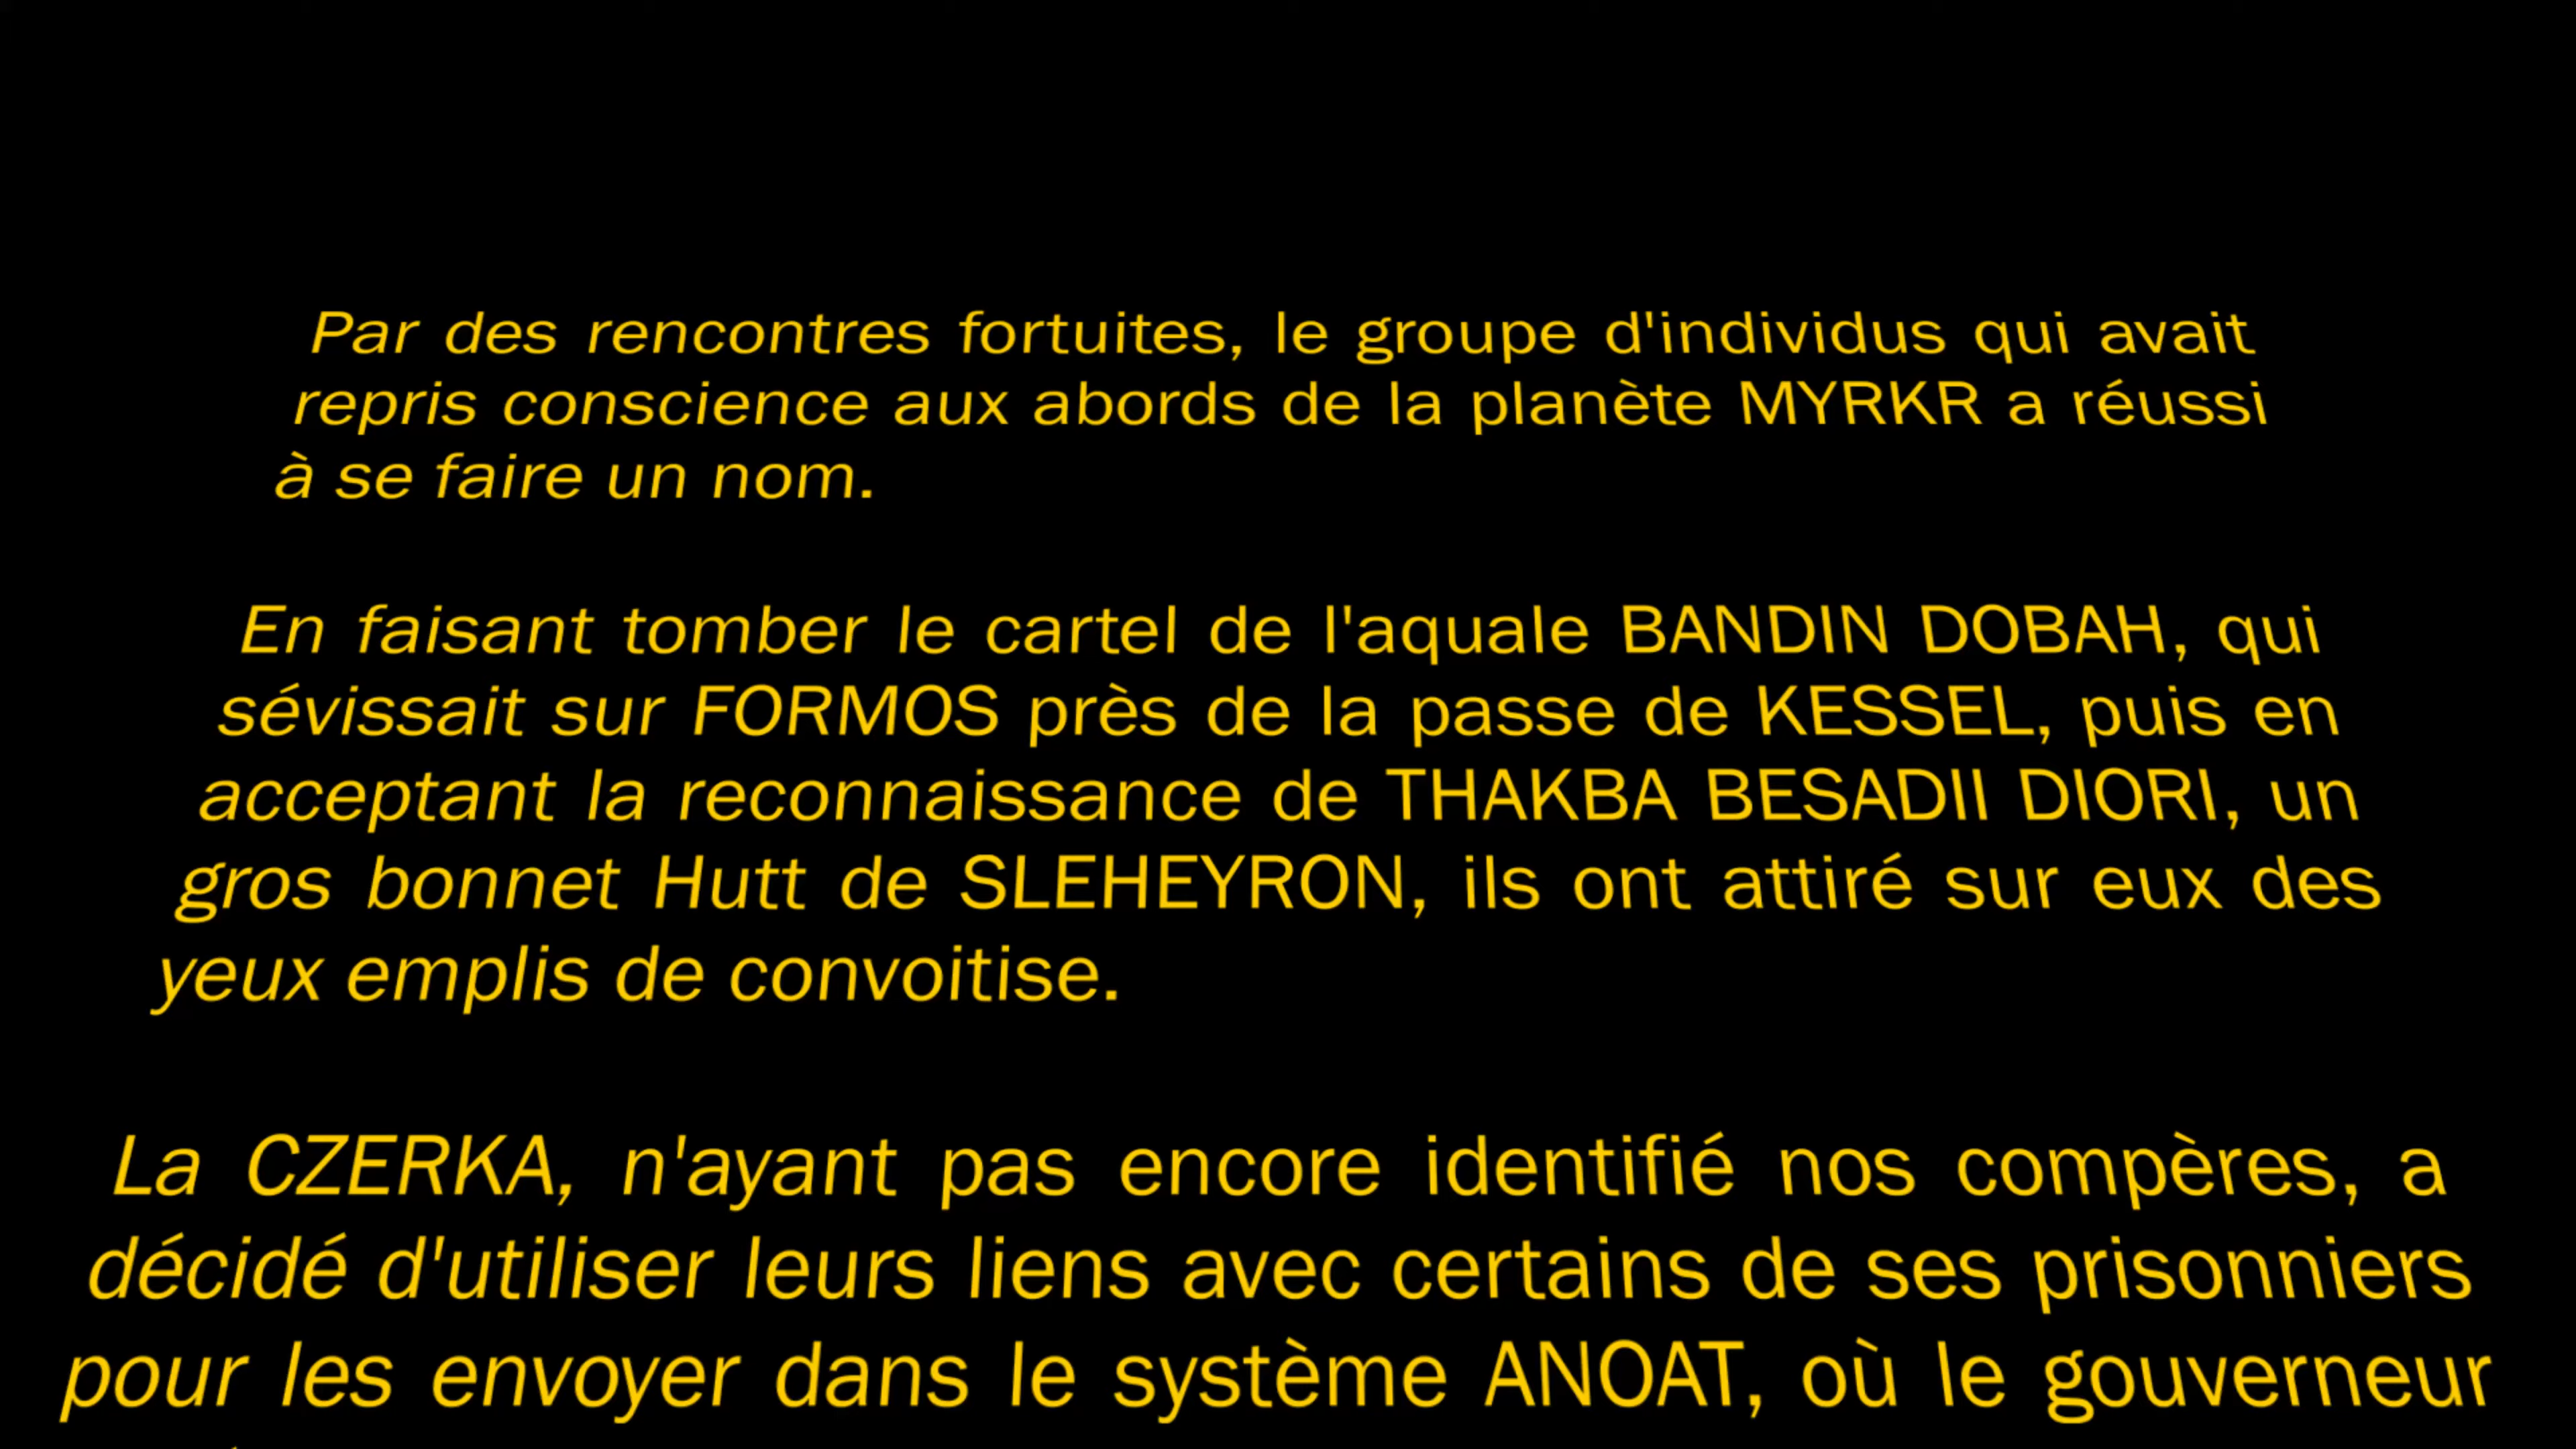 Par des rencontres fortuites, le groupe d'individus qui avait
repris conscience aux abords de la planète MYRKR a réussi
à se faire un nom.
En faisant tomber le cartel de l'aquale BANDIN DOBAH, qui
sévissait sur FORMOS près de la passe de KESSEL, puis en
acceptant la reconnaissance de THAKBA BESADII DIORI, un
gros bonnet Hutt de SLEHEYRON, ils ont attiré sur eux des
yeux emplis de convoitise.
La CZERKA, n'ayant pas encore identifié nos compères, a
décidé d'utiliser leurs liens avec certains de ses prisonniers
pour les envoyer dans le système ANOAT, où le gouverneur